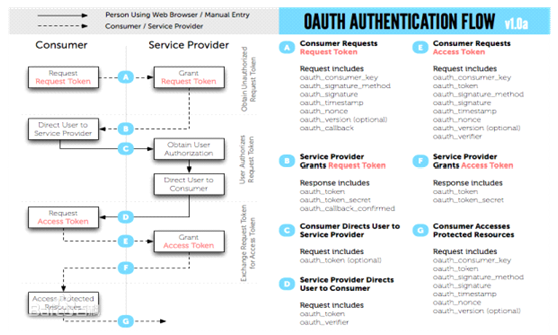 Person Using Web Browser / Manual Entry
Consumer / Service Provider
Consumer
Service Provider
Request
Request Token
A
Grant
Request Token
Obtain Unauthorized
Request Token
B
Direct User to
Service Provider
C
Obtain User
Authorization
User Authorizes
Request Token
Direct User to
Consumer
D
Request
Access Token
E
Grant
Access Token
Exchange Request Token
for Access Token
F
Access Protected
Resources
G
OAUTH AUTHENTICATION FLOW v1.0a
A
Consumer Requests
Request Token
Request includes
oauth_consumer_key
oauth_signature_method
oauth_signature
oauth_timestamp
oauth_nonce
oauth_version (optional)
oauth_callback
B
Service Provider
Grants Request Token
Response includes
oauth_token
oauth_token_secret
oauth_callback_confirmed
C
Consumer Directs User to
Service Provider
Request includes
oauth_token (optional)
D
Service Provider Directs
User to Consumer
Request includes
oauth_token
oauth_verifier
E
Consumer Requests
Access Token
Request includes
oauth_consumer_key
oauth_token
oauth_signature_method
oauth_signature
oauth_timestamp
oauth_nonce
oauth_version (optional)
oauth_verifier
F
Service Provider
Grants Access Token
Response includes
oauth_token
oauth_token_secret
G
Consumer Accesses
Protected Resources
Request includes
oauth_consumer_key
oauth_token
oauth_signature_method
oauth_signature
oauth_timestamp
oauth_nonce
oauth_version (optional)